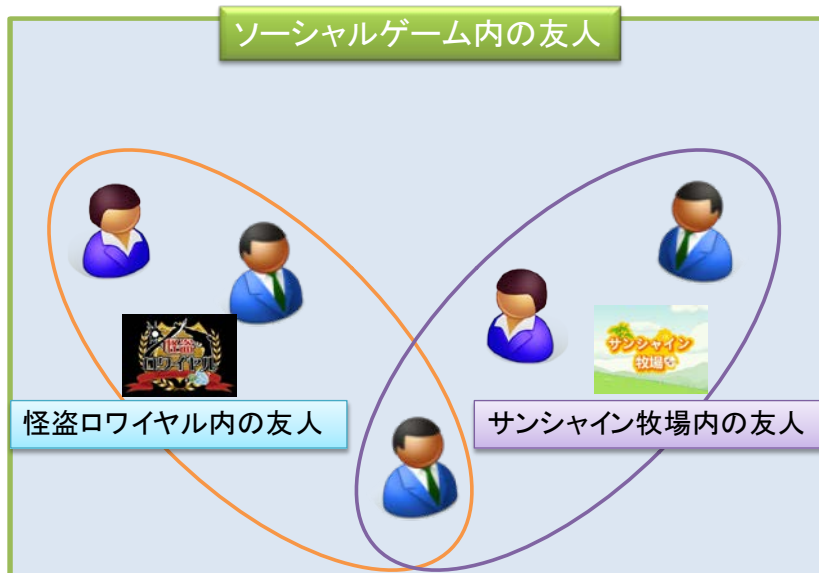 ソーシャルゲーム内の友人
怪盗
ロワイヤル
サンシャイン
牧場
怪盗ロワイヤル内の友人
サンシャイン牧場内の友人